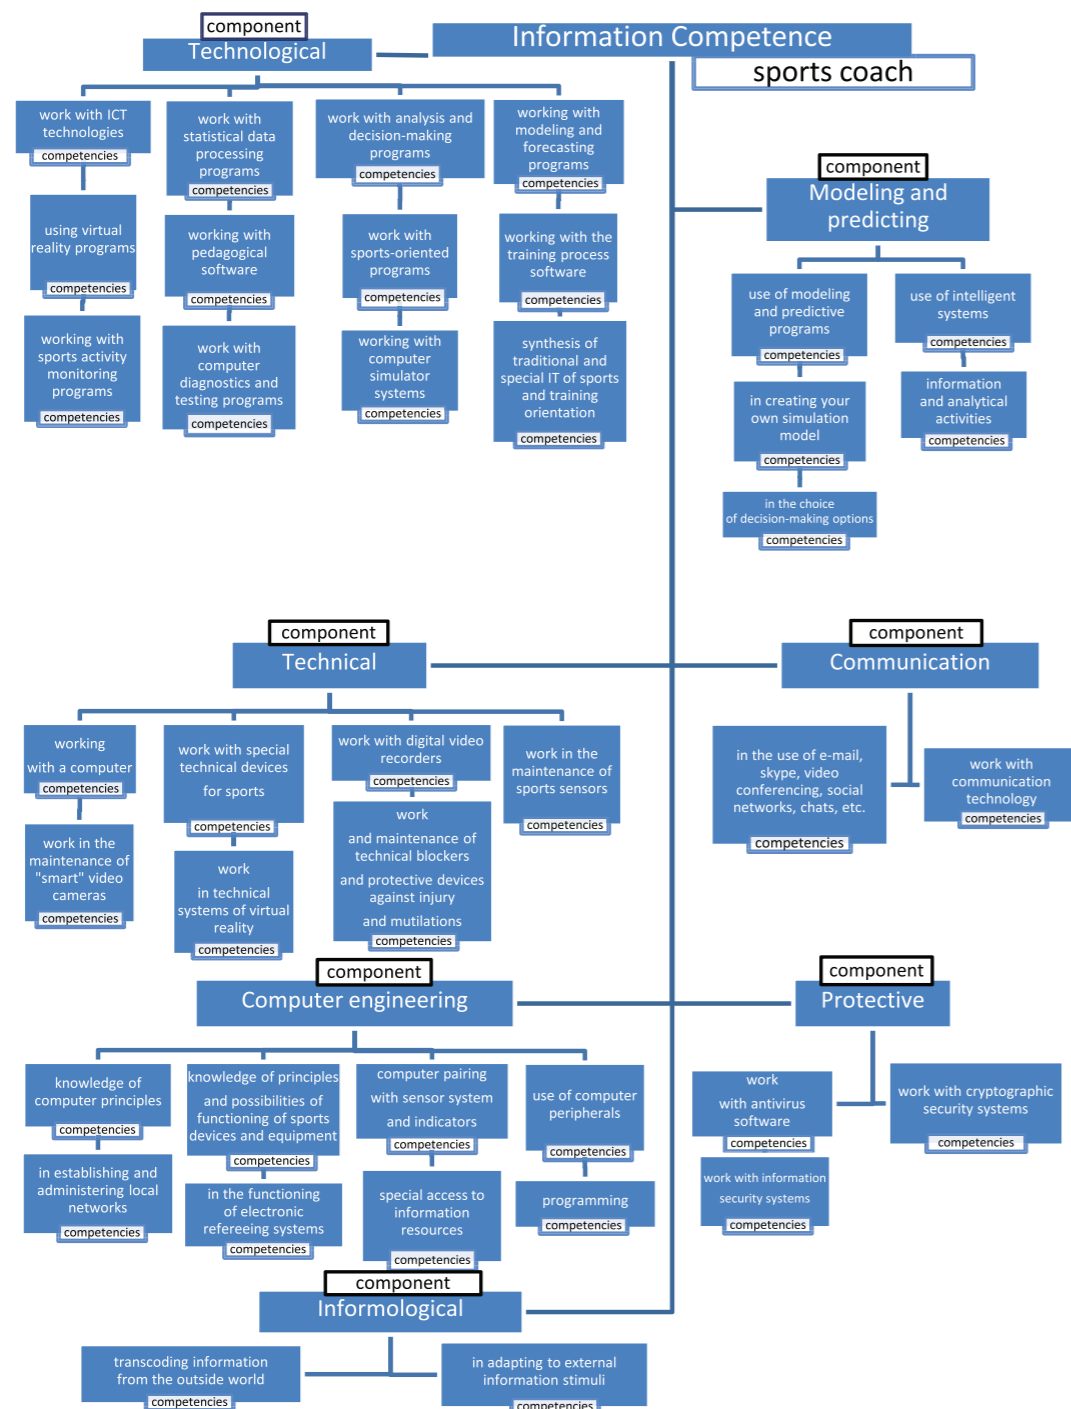 component
Technological
Information Competence
sports coach
work with ICT
technologies
competencies
work with
statistical data
processing
programs
competencies
work with analysis and
decision-making
programs
competencies
working with
modeling and
forecasting
programs
competencies
using virtual
reality programs
competencies
working with
pedagogical
software
competencies
work with
sports-oriented
programs
competencies
working with the
training process
software
competencies
working with
sports activity
monitoring
programs
competencies
work with
computer
diagnostics and
testing programs
competencies
working with
computer
simulator
systems
competencies
synthesis of
traditional and
special IT of sports
and training
orientation
competencies
component
Modeling and
predicting
use of modeling
and predictive
programs
competencies
use of intelligent
systems
competencies
in creating your
own simulation
model
competencies
information
and analytical
activities
competencies
in the choice
of decision-making options
competencies
component
Technical
working
with a computer
competencies
work with special
technical devices
for sports
competencies
work with digital video
recorders
competencies
work in the
maintenance of
sports sensors
competencies
work in the
maintenance of
"smart" video
cameras
competencies
work
in technical
systems of virtual
reality
competencies
work
and maintenance of
technical blockers
and protective devices
against injury
and mutilations
competencies
component
Communication
in the use of e-mail,
skype, video
conferencing, social
networks, chats, etc.
competencies
work with
communication
technology
competencies
component
Computer engineering
knowledge of
computer principles
competencies
knowledge of principles
and possibilities of
functioning of sports
devices and equipment
competencies
computer pairing
with sensor system
and indicators
competencies
use of computer
peripherals
competencies
in establishing and
administering local
networks
competencies
in the functioning
of electronic
refereeing systems
competencies
special access to
information
resources
competencies
programming
competencies
component
Protective
work
with antivirus
software
competencies
work with cryptographic
security systems
competencies
work with information
security systems
competencies
component
Informological
transcoding information
from the outside world
competencies
in adapting to external
information stimuli
competencies